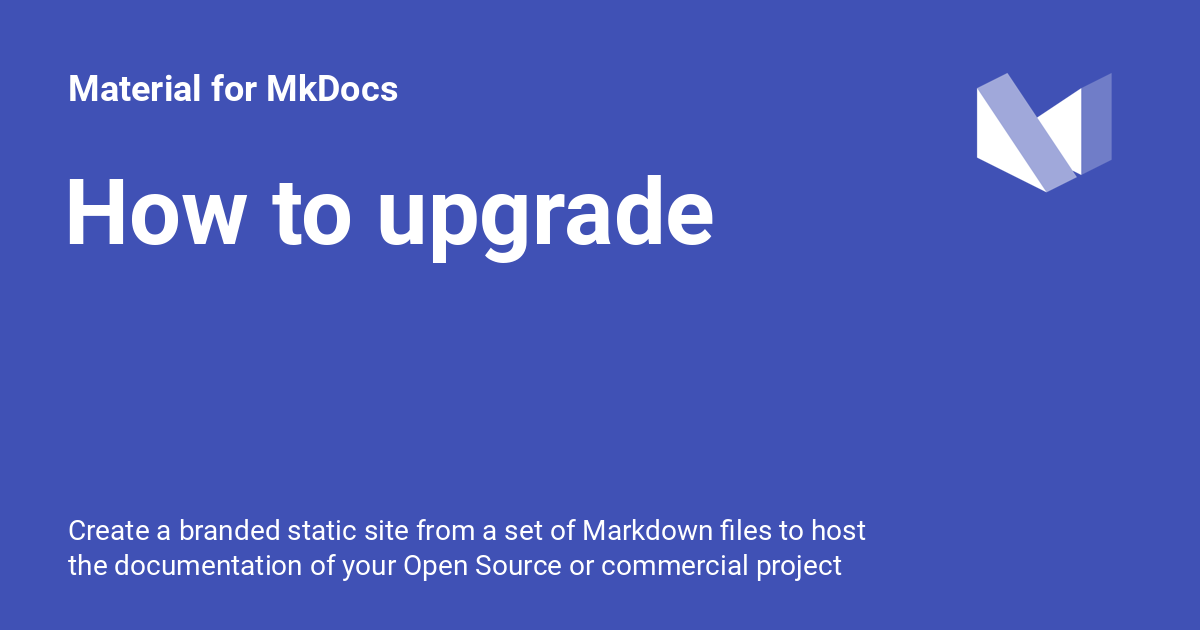 Material for MkDocs
How to upgrade
Create a branded static site from a set of Markdown files to host
the documentation of your Open Source or commercial project